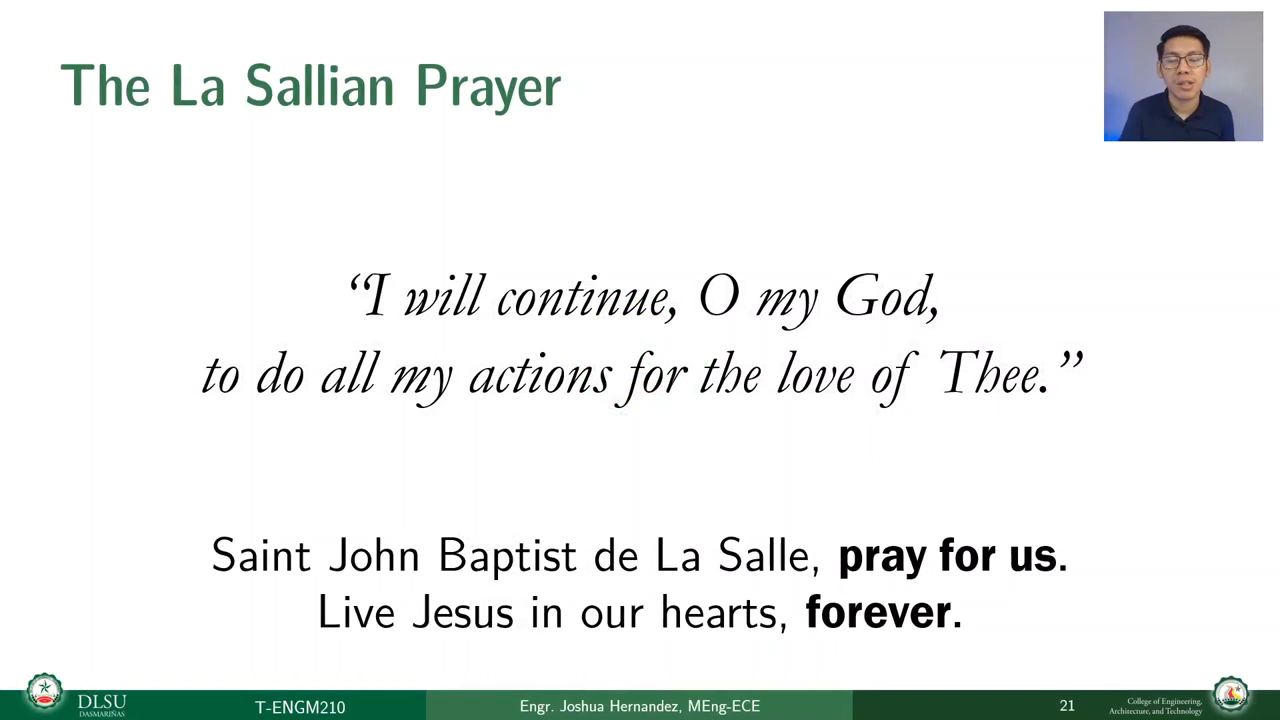 The La Sallian Prayer
“I will continue, O my God,
to do all my actions for the love of Thee.”
Saint John Baptist de La Salle, pray for us.
Live Jesus in our hearts, forever.
DLSU
DASMARIÑAS
T-ENGM210
Engr. Joshua Hernandez, MEng-ECE
21
College of Engineering,
Architecture, and Technology